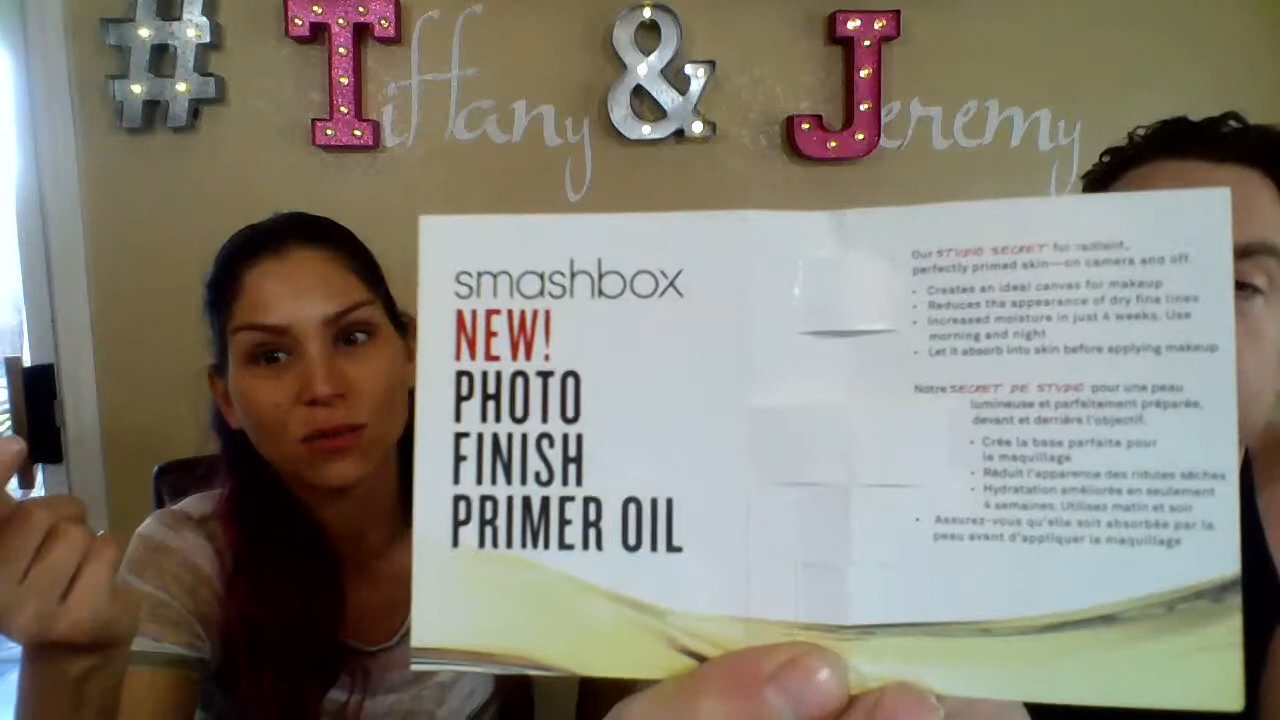 # Tiffany & Jeremy
smashbox
NEW!
PHOTO
FINISH
PRIMER OIL
Our STUDIO SECRET for radiant,
perfectly primed skin—on camera and off.
• Creates an ideal canvas for makeup
• Reduces the appearance of dry fine lines
• Increased moisture in just 4 weeks. Use
morning and night
• Let it absorb into skin before applying makeup
Notre SECRET DE STUDIO pour une peau
lumineuse et parfaitement préparée,
devant et derrière l'objectif.
• Crée la base parfaite pour
le maquillage
• Réduit l'apparence des ridules sèches
• Hydratation améliorée en seulement
4 semaines. Utilisez matin et soir
• Assurez-vous qu'elle soit absorbée par la
peau avant d'appliquer le maquillage